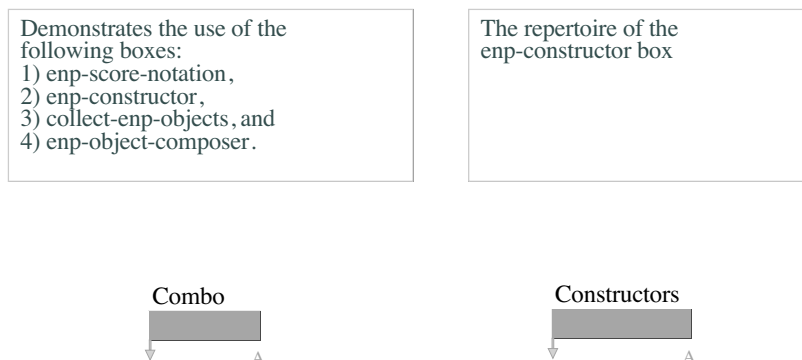 Demonstrates the use of the
following boxes:
1) enp-score-notation,
2) enp-constructor,
3) collect-enp-objects, and
4) enp-object-composer.
The repertoire of the
enp-constructor box
Combo
Constructors
A
A